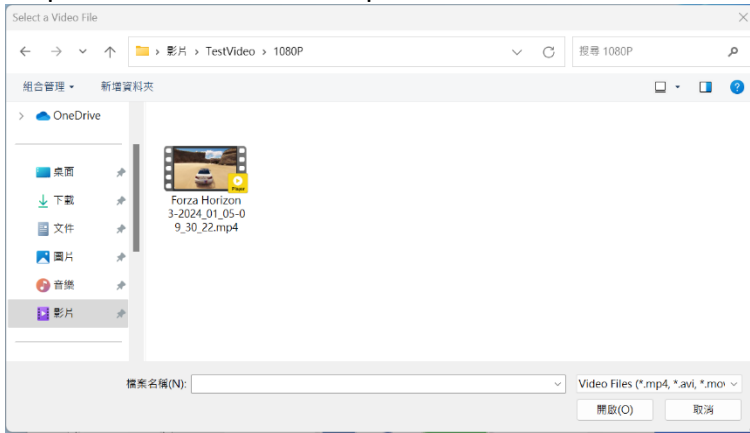 Select a Video File
影片 › TestVideo › 1080P
搜尋 1080P
組合管理
新增資料夾
OneDrive
桌面
下載
文件
圖片
音樂
影片
Player
Forza Horizon
3-2024_01_05-0
9_30_22.mp4
檔案名稱(N):
Video Files (*.mp4, *.avi, *.mov
開啟(O)
取消